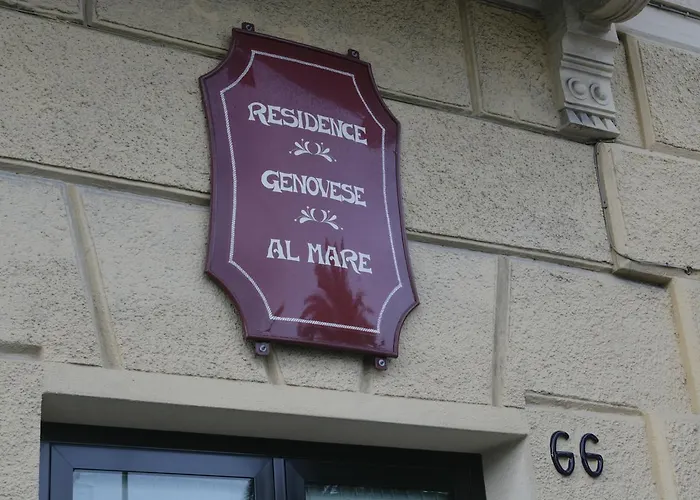 RESIDENCE
GENOVESE
AL MARE
66